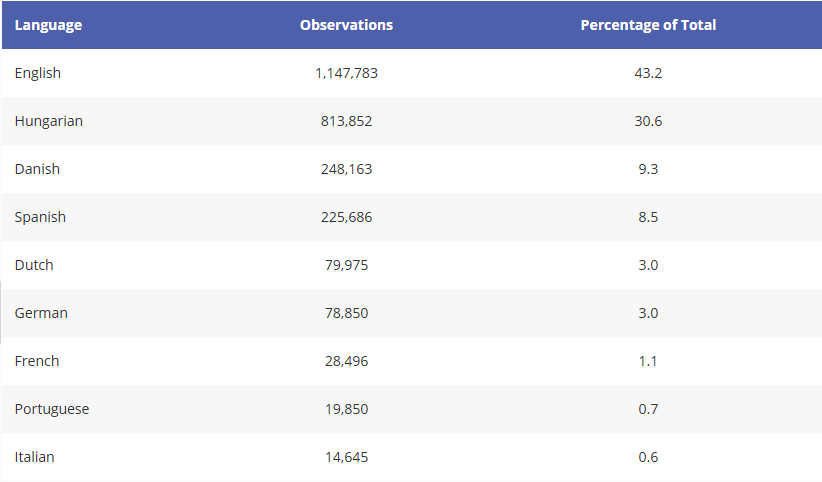 Language Observations Percentage of Total
English 1,147,783 43.2
Hungarian 813,852 30.6
Danish 248,163 9.3
Spanish 225,686 8.5
Dutch 79,975 3.0
German 78,850 3.0
French 28,496 1.1
Portuguese 19,850 0.7
Italian 14,645 0.6